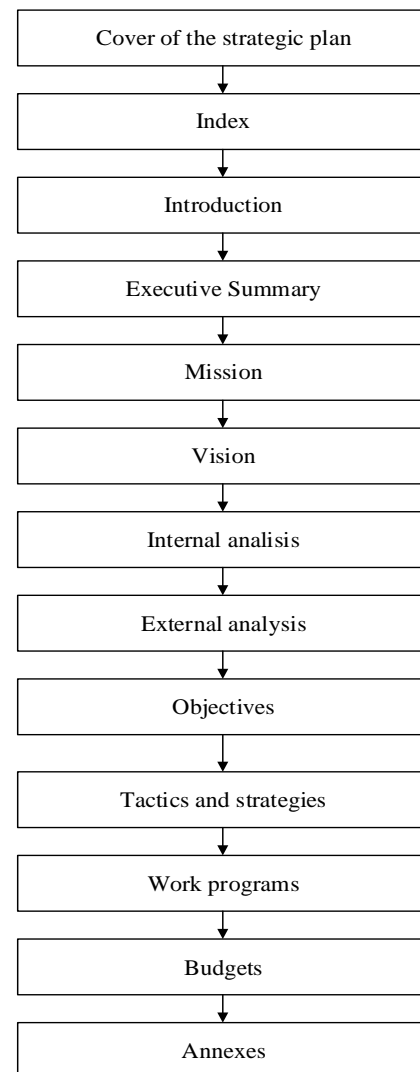 Cover of the strategic plan
Index
Introduction
Executive Summary
Mission
Vision
Internal analisis
External analysis
Objectives
Tactics and strategies
Work programs
Budgets
Annexes